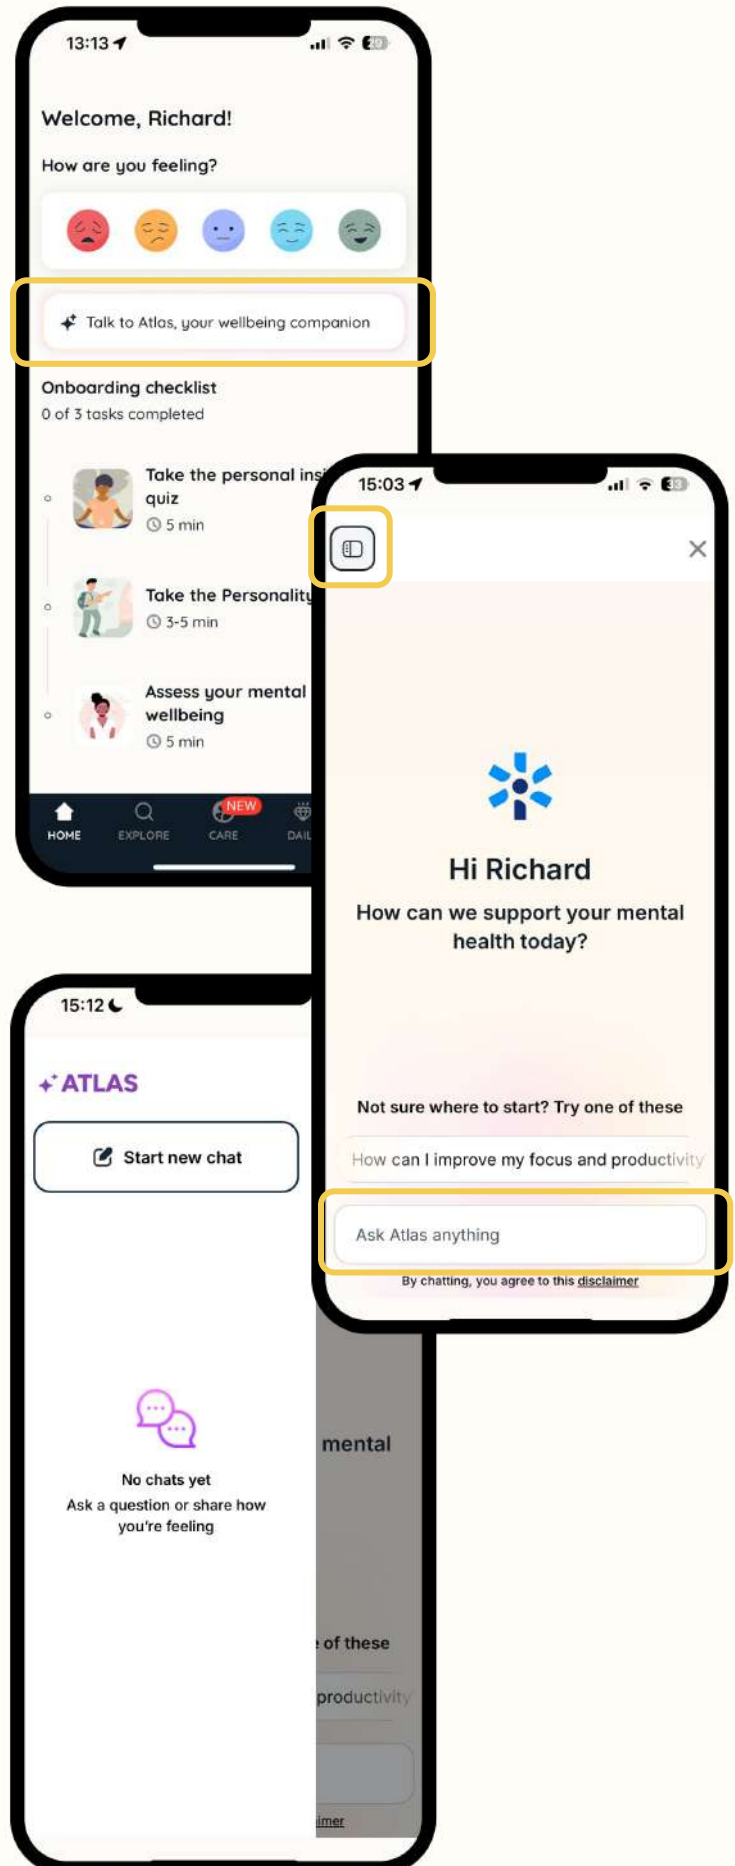 13:13
29
Welcome, Richard!
How are you feeling?
Talk to Atlas, your wellbeing companion
Onboarding checklist
0 of 3 tasks completed
Take the personal
quiz
5 min
Take the Personality
3-5 min
Assess your mental
wellbeing
5 min
NEW
HOME
EXPLORE
CARE
15:03
33
Hi Richard
How can we support your mental
health today?
Not sure where to start? Try one of these
How can I improve my focus and productivity
Ask Atlas anything
By chatting, you agree to this disclaimer
15:12
ATLAS
Start new chat
No chats yet
Ask a question or share how
you're feeling
mental
of these
productivity